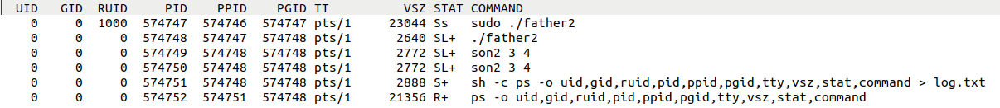 UID GID RUID PID PPID PGID TT VSZ STAT COMMAND
0 0 1000 574747 574746 574747 pts/1 23044 Ss sudo ./father2
0 0 0 574748 574747 574748 pts/1 2640 SL+ ./father2
0 0 0 574749 574748 574748 pts/1 2772 SL+ son2 3 4
0 0 0 574750 574748 574748 pts/1 2772 SL+ son2 3 4
0 0 0 574751 574748 574748 pts/1 2888 S+ sh -c ps -o uid,gid,ruid,pid,ppid,pgid,tty,vsz,stat,command > log.txt
0 0 0 574752 574751 574748 pts/1 21356 R+ ps -o uid,gid,ruid,pid,ppid,pgid,tty,vsz,stat,command